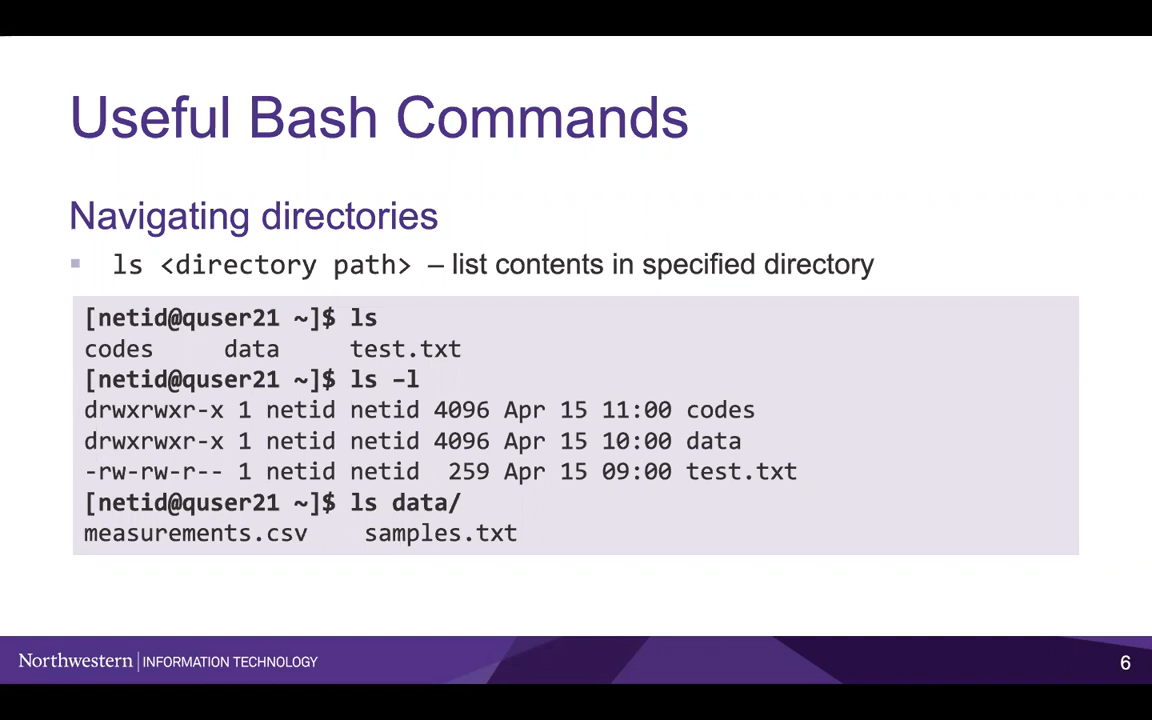 Useful Bash Commands
Navigating directories
▪ ls <directory path> – list contents in specified directory
[netid@quser21 ~]$ ls
codes     data     test.txt
[netid@quser21 ~]$ ls –l
drwxrwxr-x 1 netid netid 4096 Apr 15 11:00 codes
drwxrwxr-x 1 netid netid 4096 Apr 15 10:00 data
-rw-rw-r-- 1 netid netid  259 Apr 15 09:00 test.txt
[netid@quser21 ~]$ ls data/
measurements.csv    samples.txt
Northwestern | INFORMATION TECHNOLOGY
6